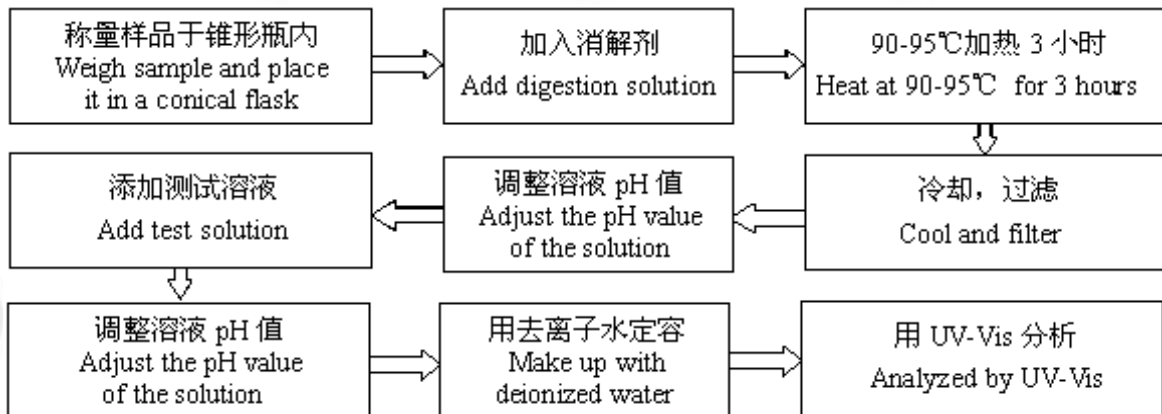 称量样品于锥形瓶内
Weigh sample and place
it in a conical flask
加入消解剂
Add digestion solution
90-95℃加热 3 小时
Heat at 90-95℃ for 3 hours
冷却，过滤
Cool and filter
调整溶液 pH 值
Adjust the pH value
of the solution
添加测试溶液
Add test solution
调整溶液 pH 值
Adjust the pH value
of the solution
用去离子水定容
Make up with
deionized water
用 UV-Vis 分析
Analyzed by UV-Vis